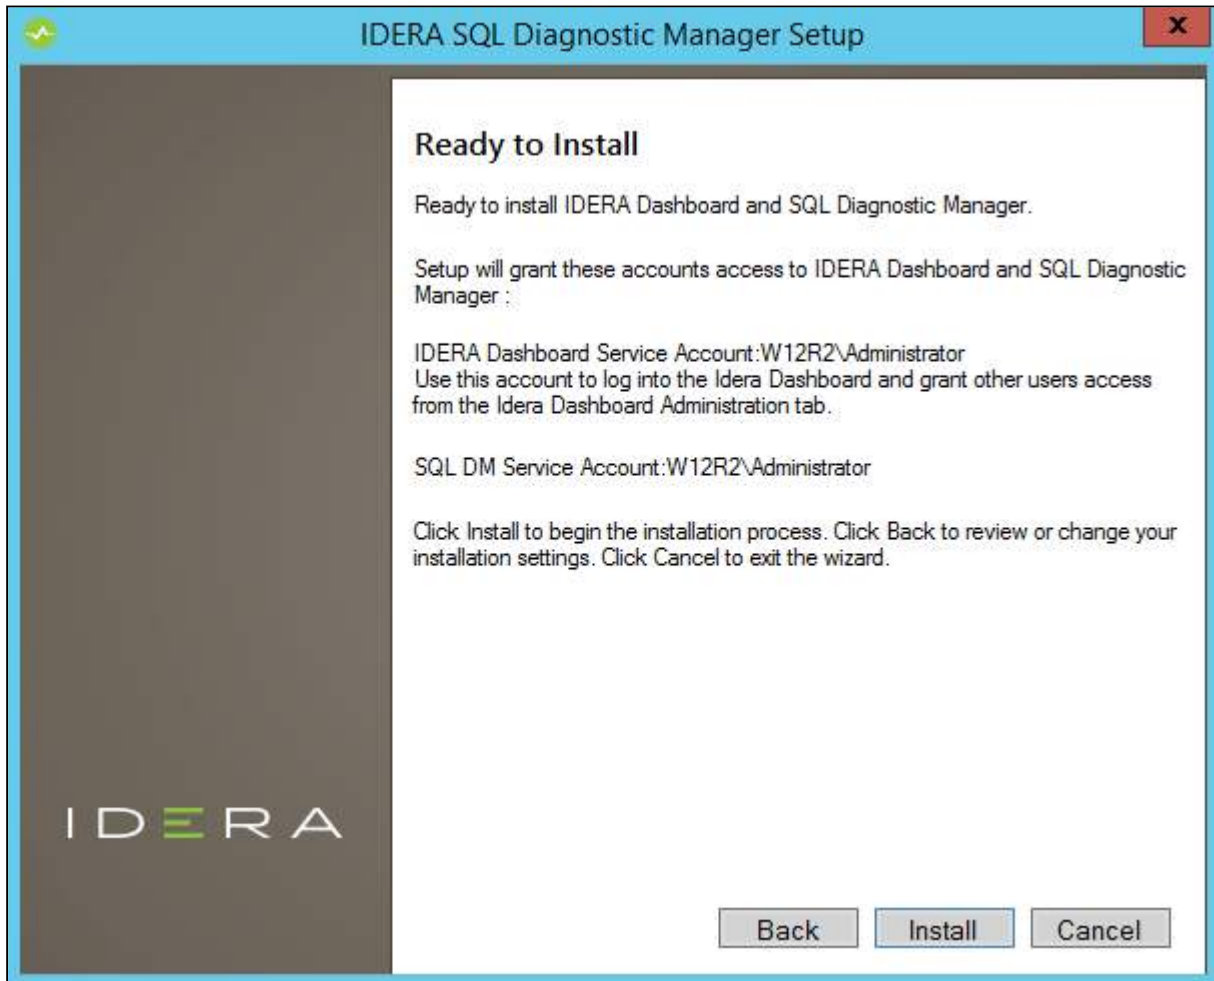 IDERA SQL Diagnostic Manager Setup
x
Ready to Install
Ready to install IDERA Dashboard and SQL Diagnostic Manager.
Setup will grant these accounts access to IDERA Dashboard and SQL Diagnostic
Manager :
IDERA Dashboard Service Account:W12R2\Administrator
Use this account to log into the Idera Dashboard and grant other users access
from the Idera Dashboard Administration tab.
SQL DM Service Account:W12R2\Administrator
Click Install to begin the installation process. Click Back to review or change your
installation settings. Click Cancel to exit the wizard.
IDERA
Back Install Cancel